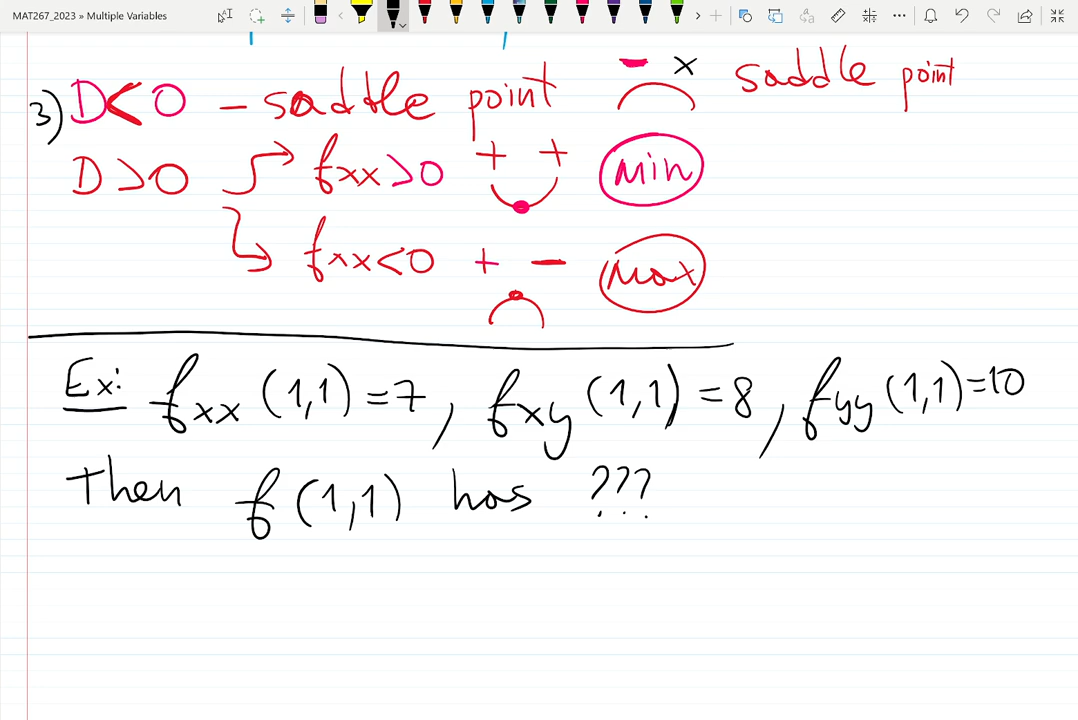 MAT267_2023 » Multiple Variables
3) D<0 - saddle point - x saddle point
D>0 fxx>0 + + Min
fxx<0 + - Max
Ex: fxx (1,1)=7, fxy (1,1)=8, fyy (1,1)=10
Then f(1,1) has ???